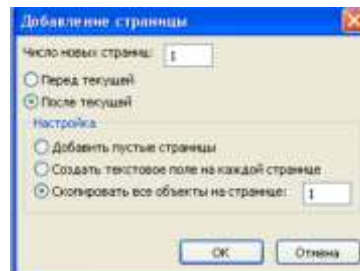 Добавление страницы
Число новых страниц: 1
Перед текущей
После текущей
Настройка
Добавить пустые страницы
Создать текстовое поле на каждой странице
Скопировать все объекты на странице: 1
OK Отмена